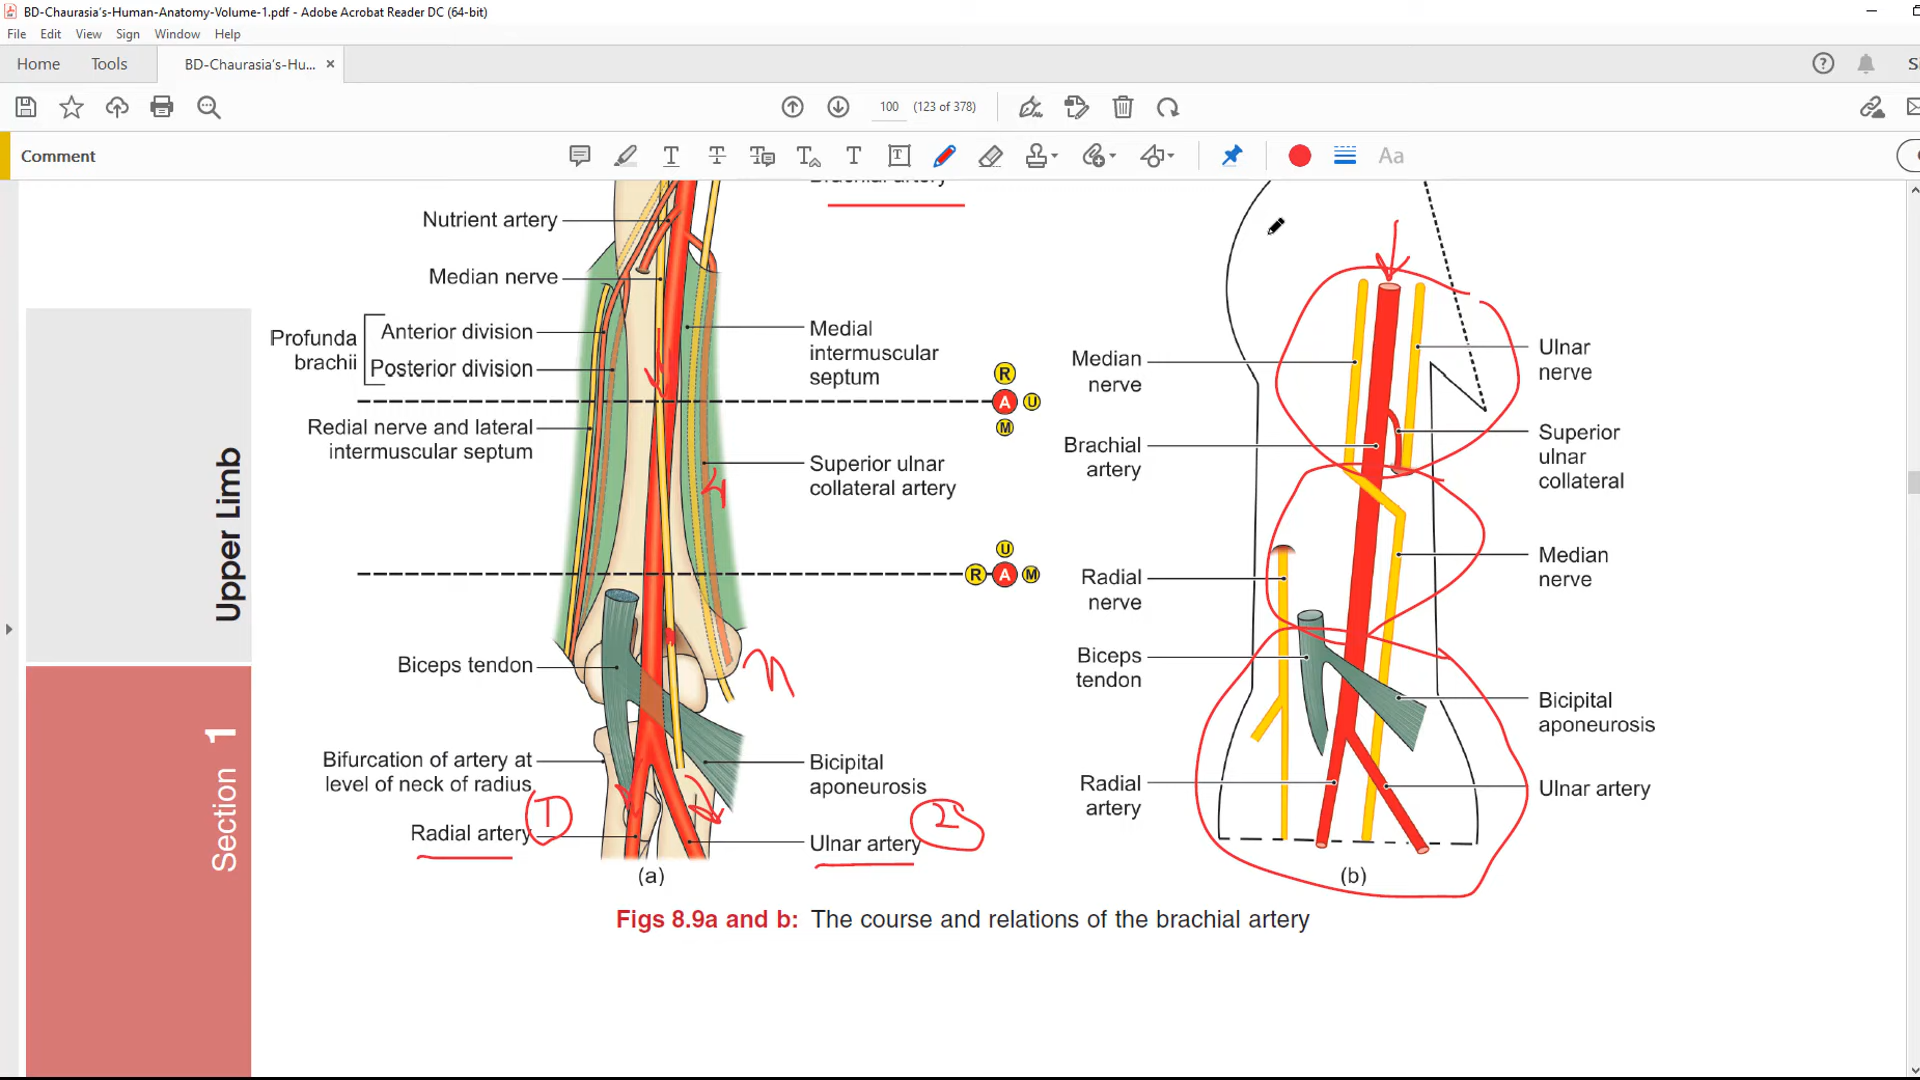 BD-Chaurasia's-Human-Anatomy-Volume-1.pdf - Adobe Acrobat Reader DC (64-bit)
File Edit View Sign Window Help
Home Tools BD-Chaurasia's-Hu... ×
100 (123 of 378)
Comment
Aa
Brachial artery
Nutrient artery
Median nerve
Profunda
brachii
Anterior division
Posterior division
Redial nerve and lateral
intermuscular septum
Biceps tendon
Bifurcation of artery at
level of neck of radius
Radial artery
1
Medial
intermuscular
septum
R
A U
M
Superior ulnar
collateral artery
U
R A M
Bicipital
aponeurosis
Ulnar artery
2
(a)
Median
nerve
Brachial
artery
Radial
nerve
Biceps
tendon
Radial
artery
Ulnar
nerve
Superior
ulnar
collateral
Median
nerve
Bicipital
aponeurosis
Ulnar artery
(b)
Figs 8.9a and b: The course and relations of the brachial artery
Upper Limb
Section 1